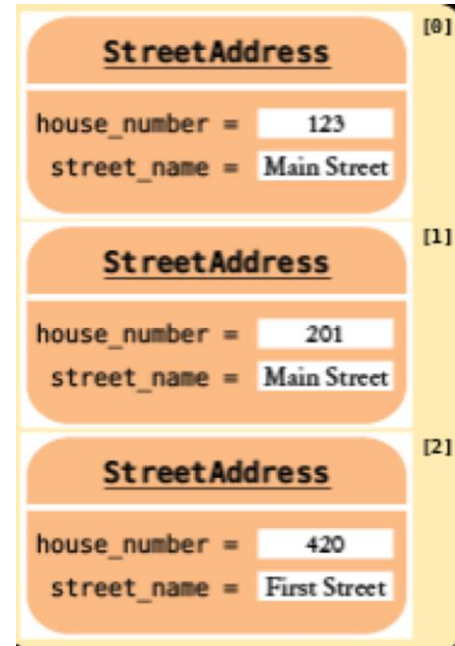 [0]
StreetAddress
house_number = 123
street_name = Main Street
[1]
StreetAddress
house_number = 201
street_name = Main Street
[2]
StreetAddress
house_number = 420
street_name = First Street